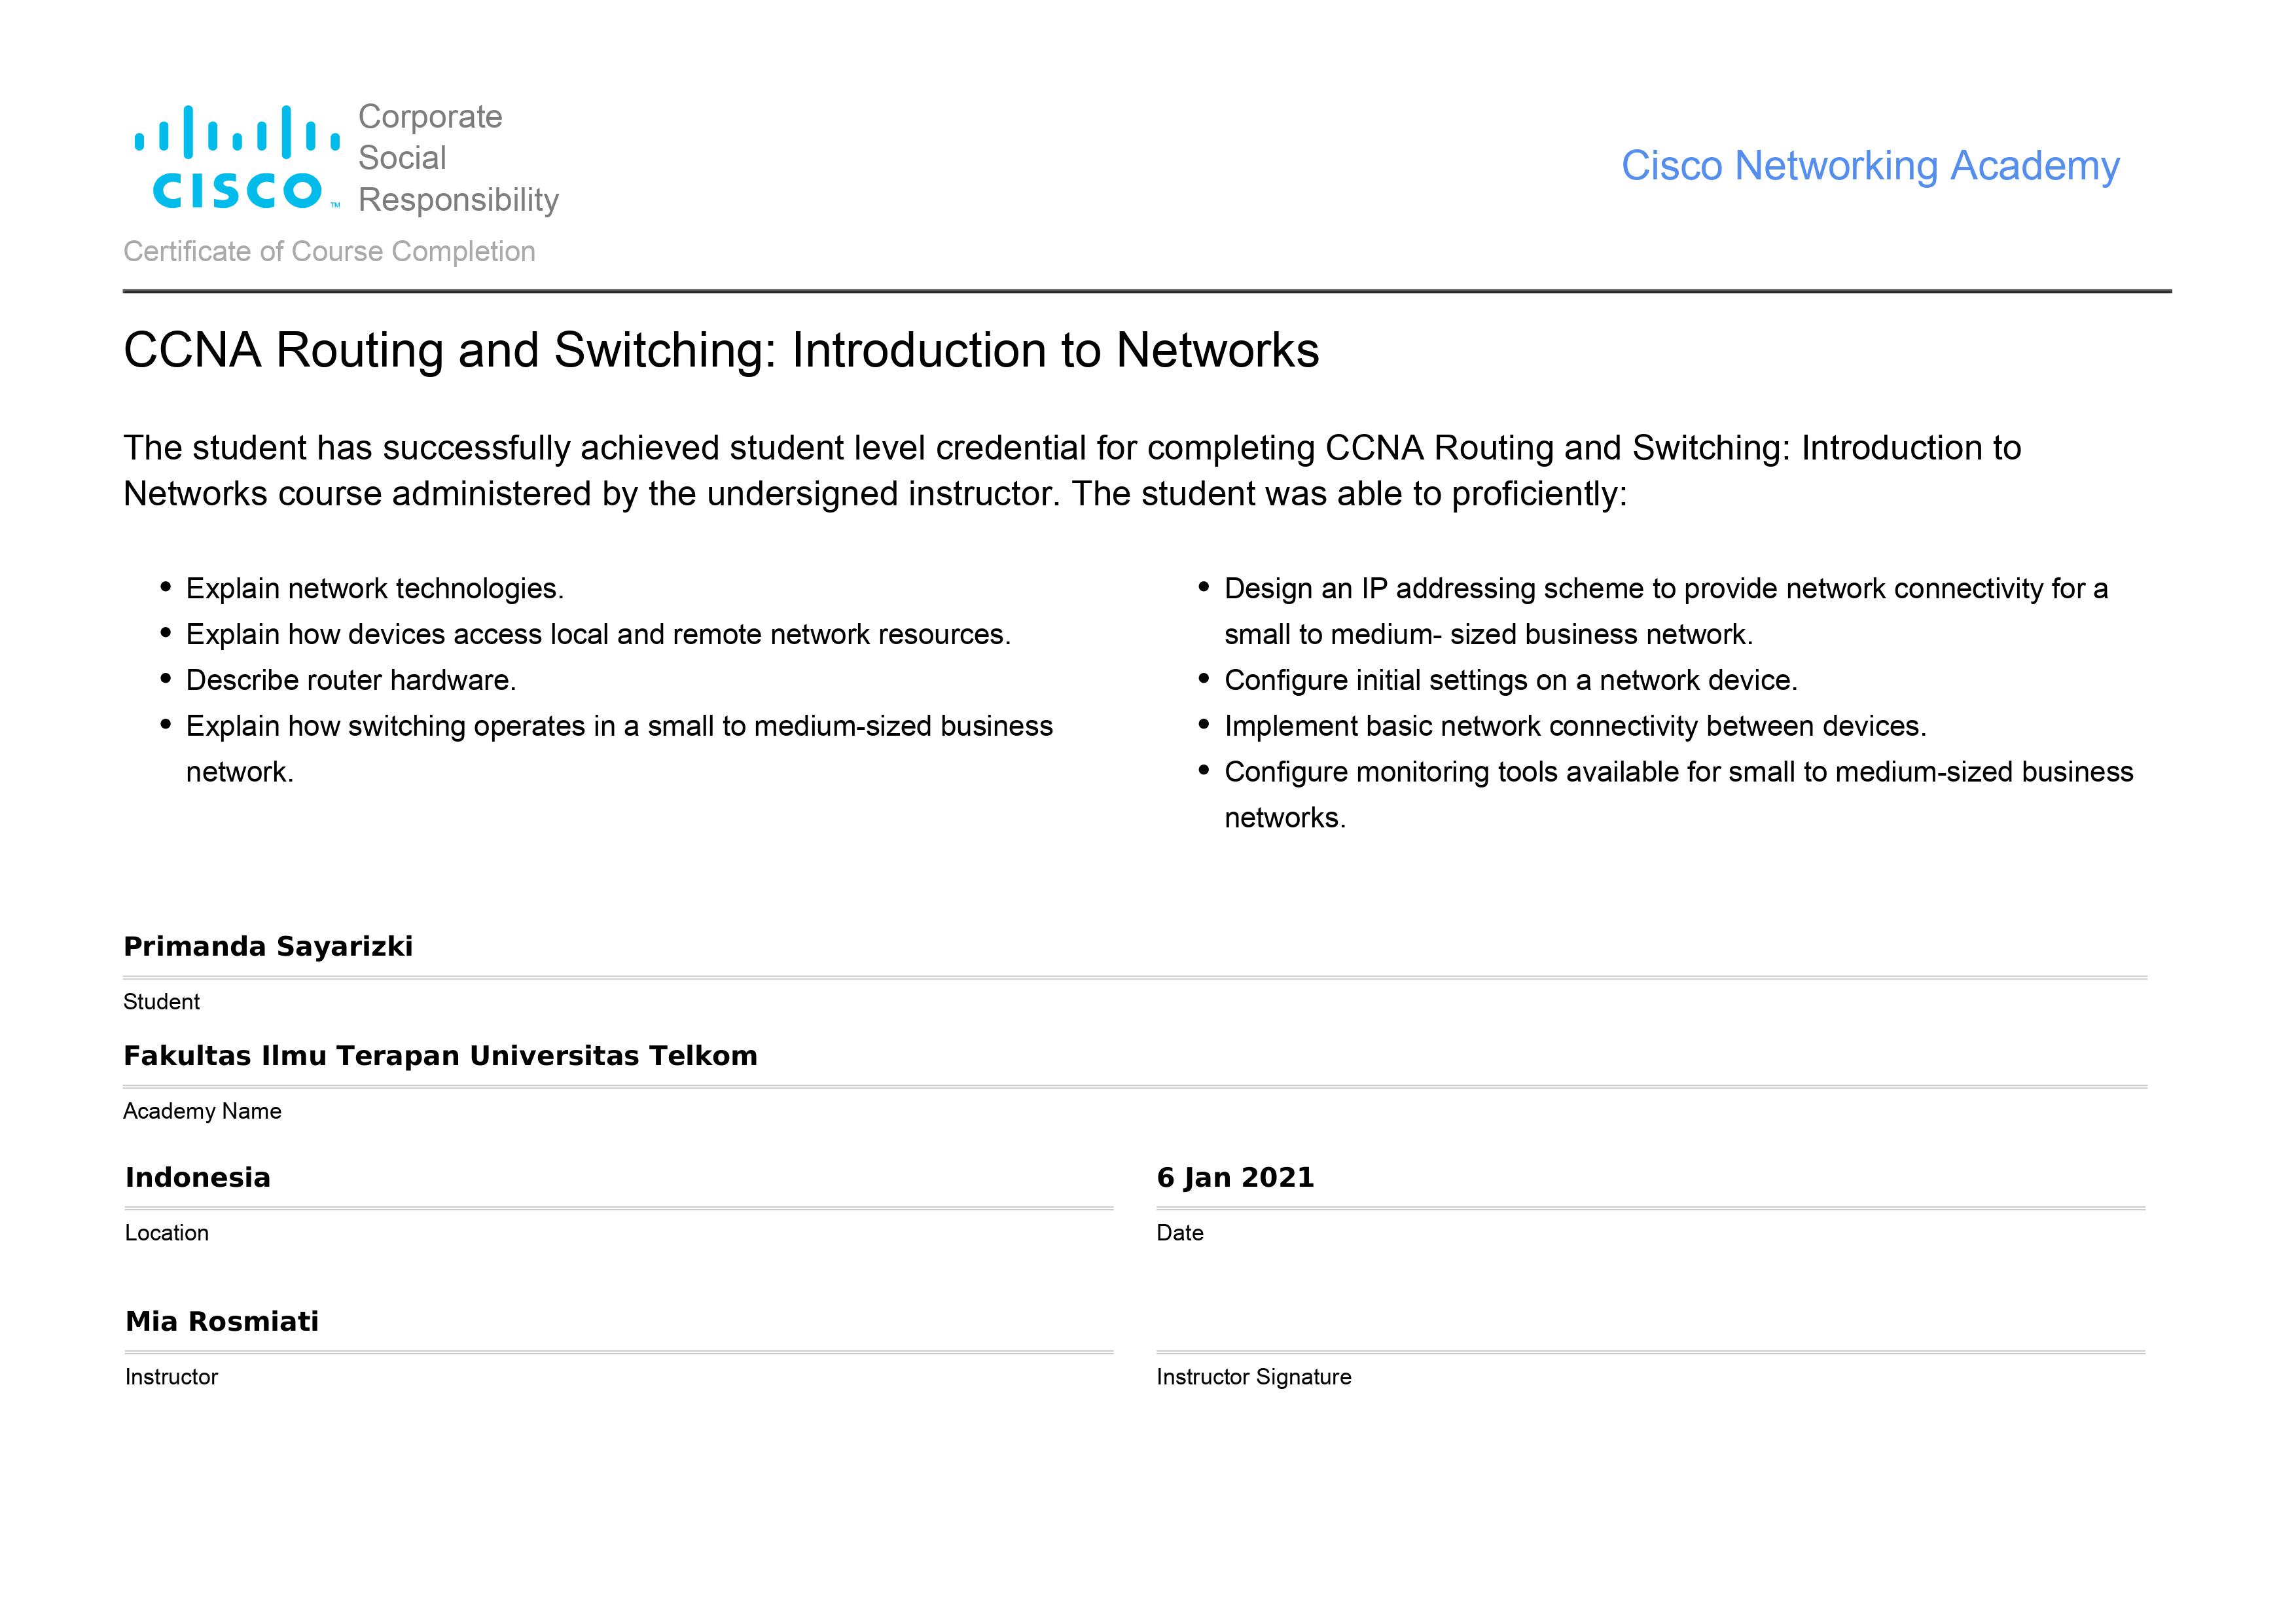 Corporate
Social
Responsibility
CISCO™
Cisco Networking Academy
Certificate of Course Completion
CCNA Routing and Switching: Introduction to Networks
The student has successfully achieved student level credential for completing CCNA Routing and Switching: Introduction to
Networks course administered by the undersigned instructor. The student was able to proficiently:
• Explain network technologies.
• Explain how devices access local and remote network resources.
• Describe router hardware.
• Explain how switching operates in a small to medium-sized business
network.
• Design an IP addressing scheme to provide network connectivity for a
small to medium- sized business network.
• Configure initial settings on a network device.
• Implement basic network connectivity between devices.
• Configure monitoring tools available for small to medium-sized business
networks.
Primanda Sayarizki
Student
Fakultas Ilmu Terapan Universitas Telkom
Academy Name
Indonesia
Location
6 Jan 2021
Date
Mia Rosmiati
Instructor
Instructor Signature